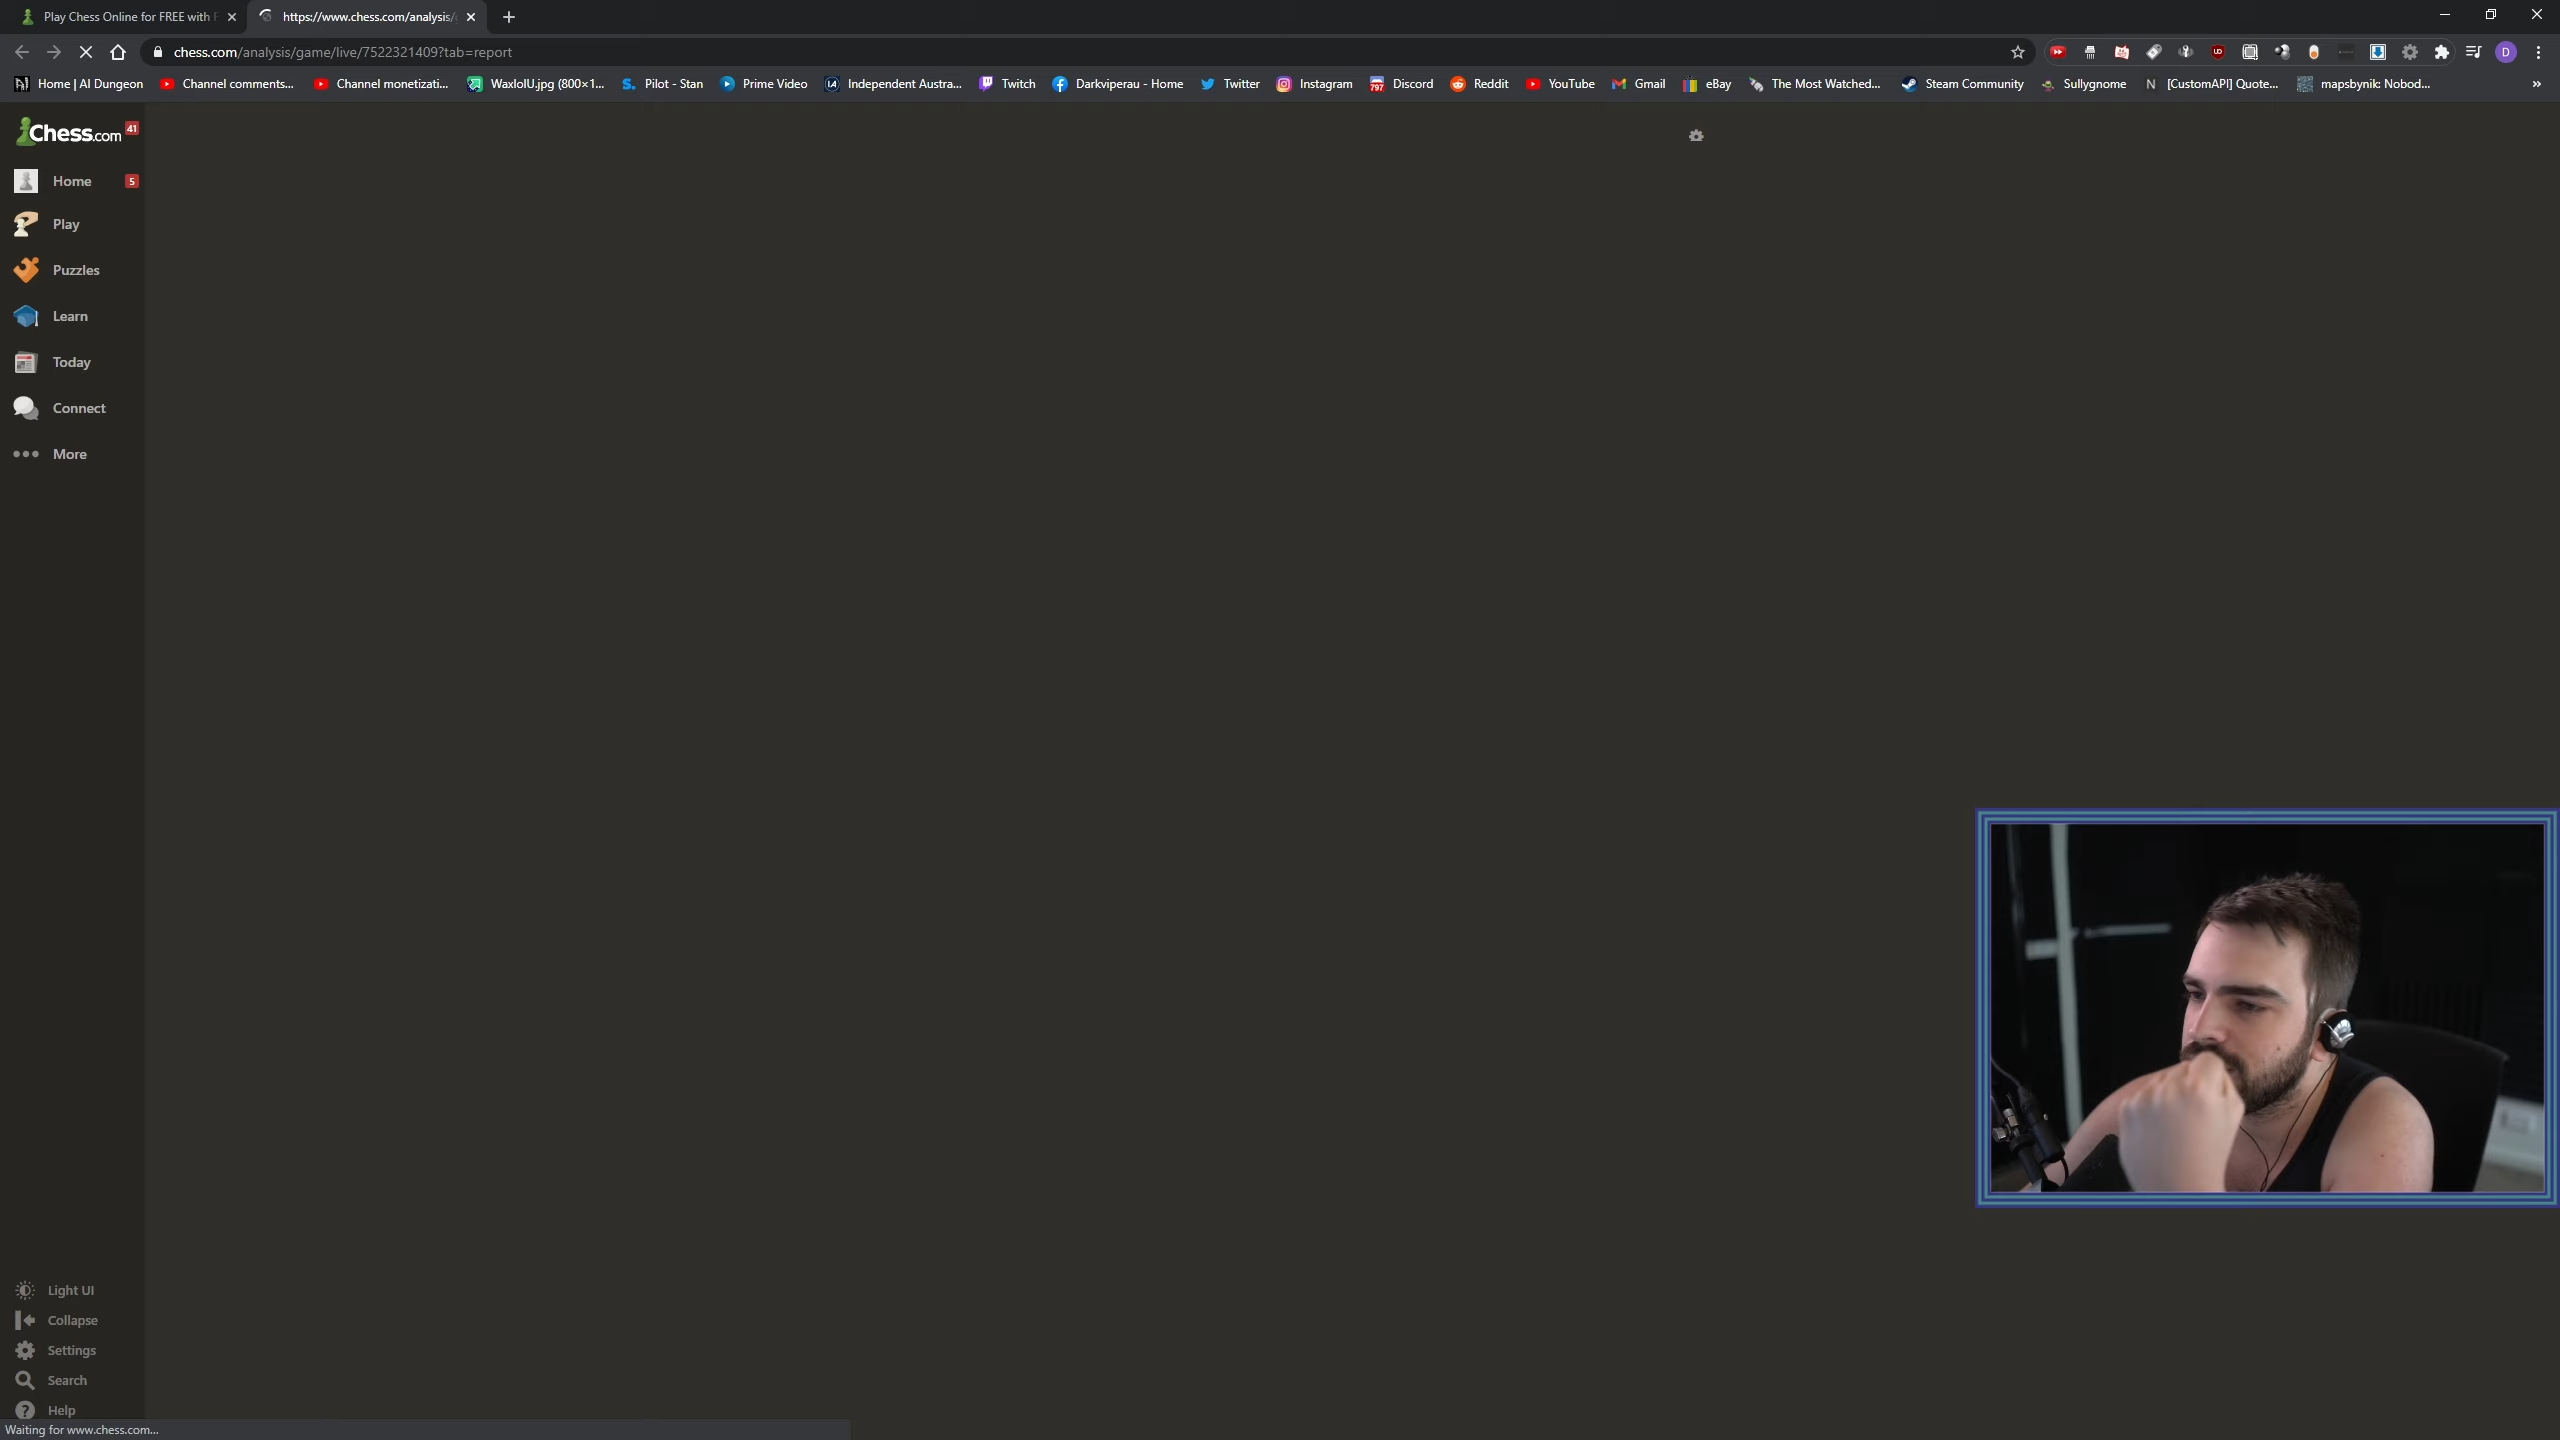 Play Chess Online for FREE with F
https://www.chess.com/analysis/
chess.com/analysis/game/live/7522321409?tab=report
Home | AI Dungeon
Channel comments...
Channel monetizati...
WaxloIU.jpg (800×1...
Pilot - Stan
Prime Video
Independent Austra...
Twitch
Darkviperau - Home
Twitter
Instagram
797
Discord
Reddit
YouTube
Gmail
eBay
The Most Watched...
Steam Community
Sullygnome
N
[CustomAPI] Quote...
mapsbynik: Nobod...
»
D
Chess.com
41
Home
5
Play
Puzzles
Learn
Today
Connect
More
Light UI
Collapse
Settings
Search
Help
Waiting for www.chess.com...